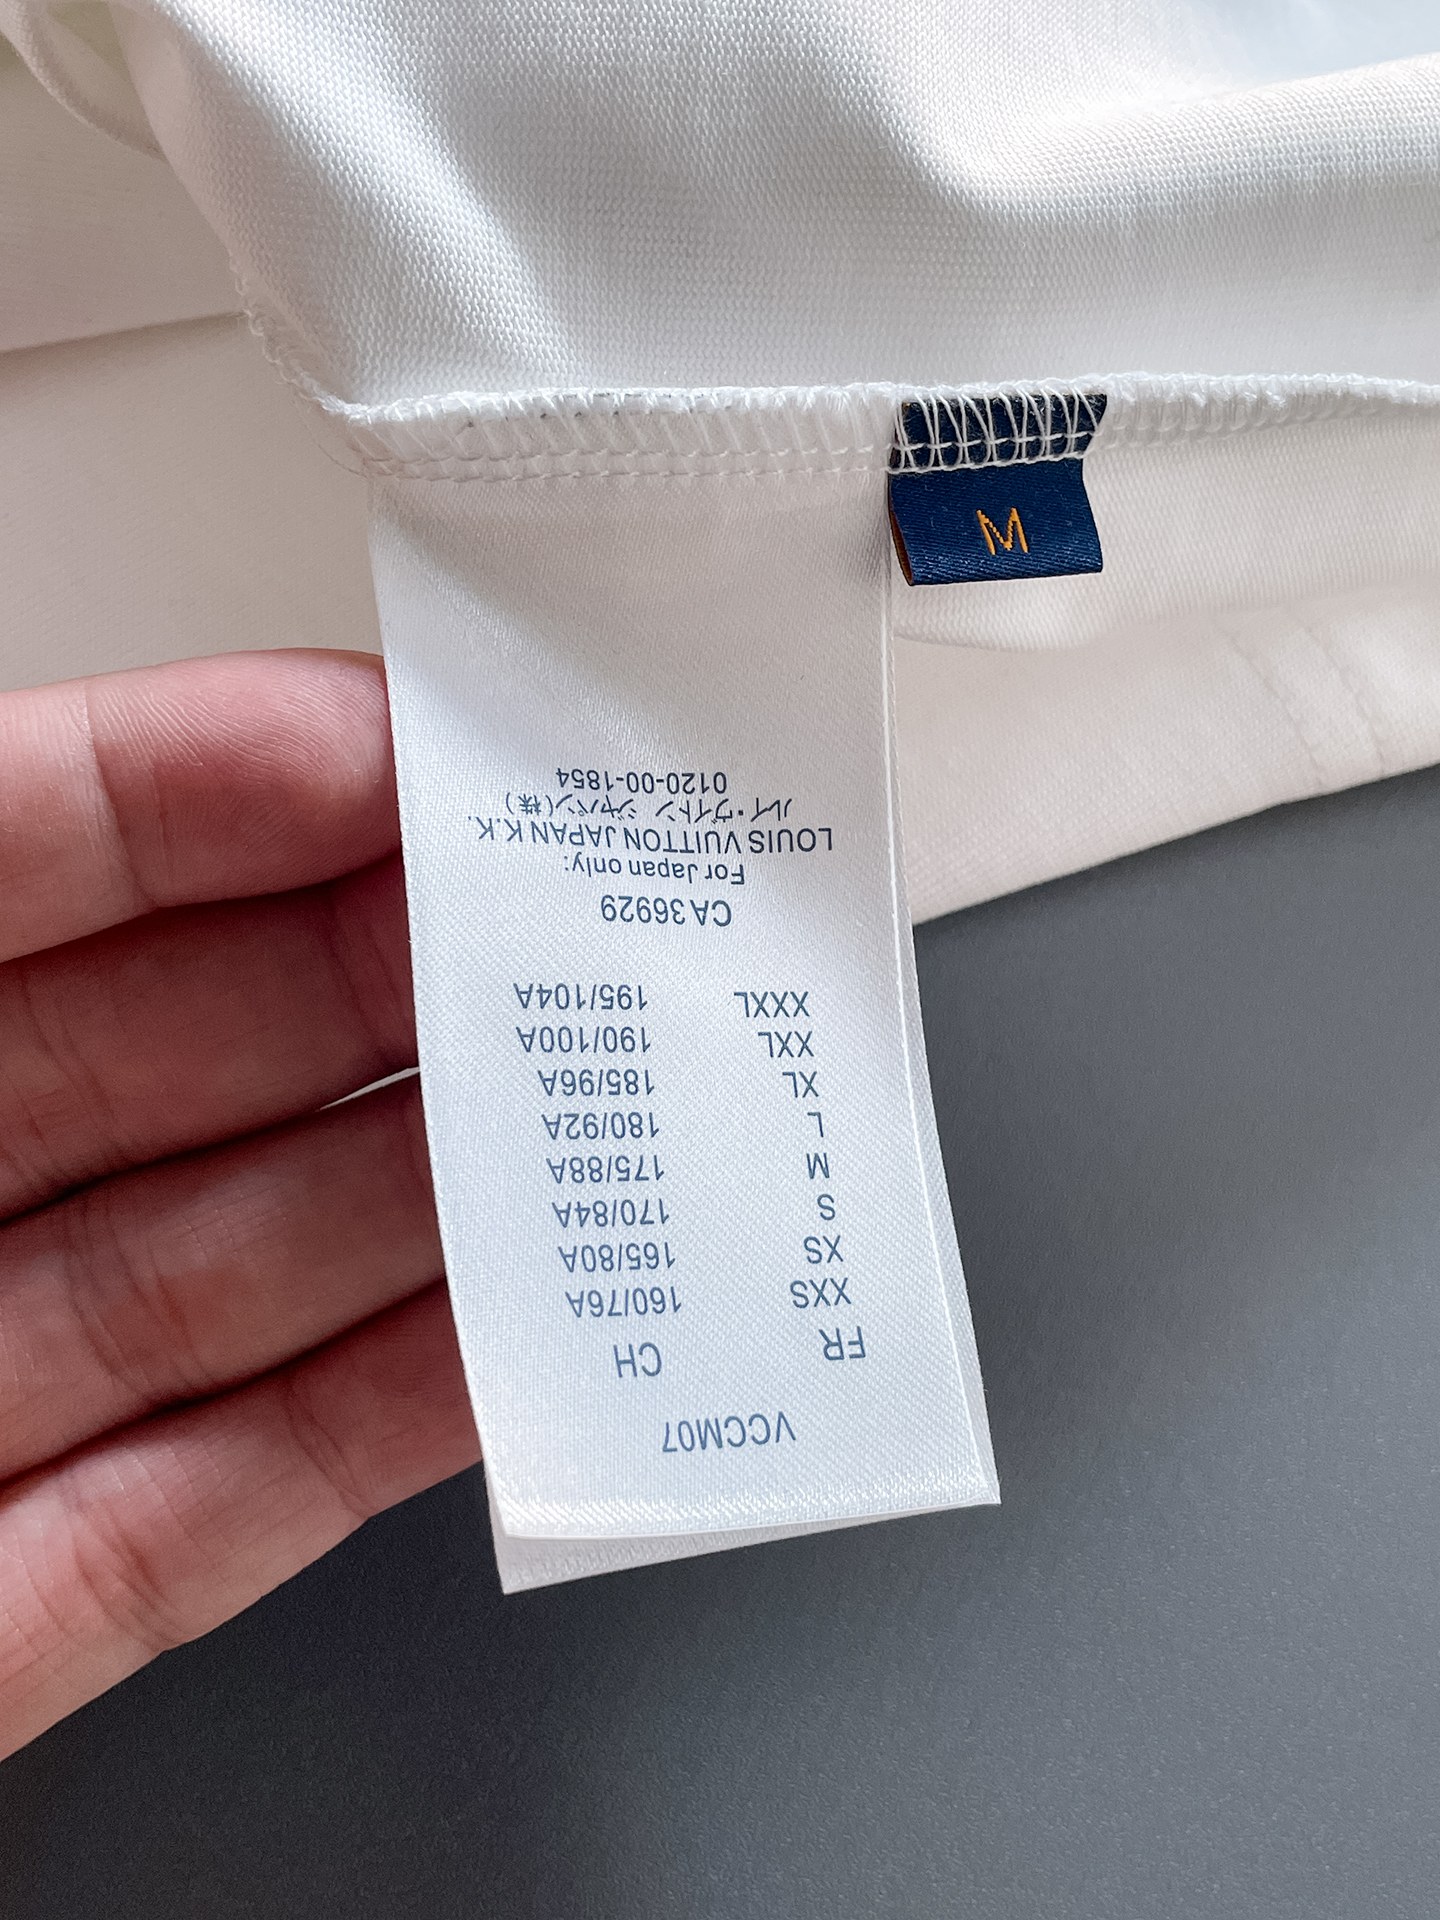 M
VCCM07
FR CH
XXS 160/76A
XS 165/80A
S 170/84A
M 175/88A
L 180/92A
XL 185/96A
XXL 190/100A
XXXL 195/104A
CA 36929
For Japan only:
LOUIS VUITTON JAPAN K.K.
ルイ・ヴィトン ジャパン(株)
0120-00-1854